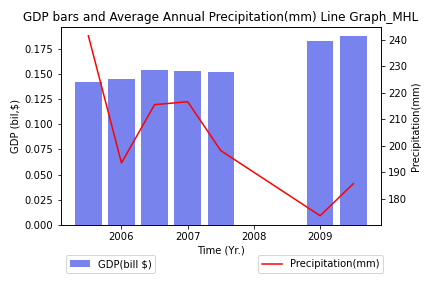 GDP bars and Average Annual Precipitation(mm) Line Graph_MHL
GDP (bil,$)
0.175
0.150
0.125
0.100
0.075
0.050
0.025
0.000
240
230
220
210
200
190
180
Precipitation(mm)
2006 2007 2008 2009
Time (Yr.)
GDP(bill $) Precipitation(mm)